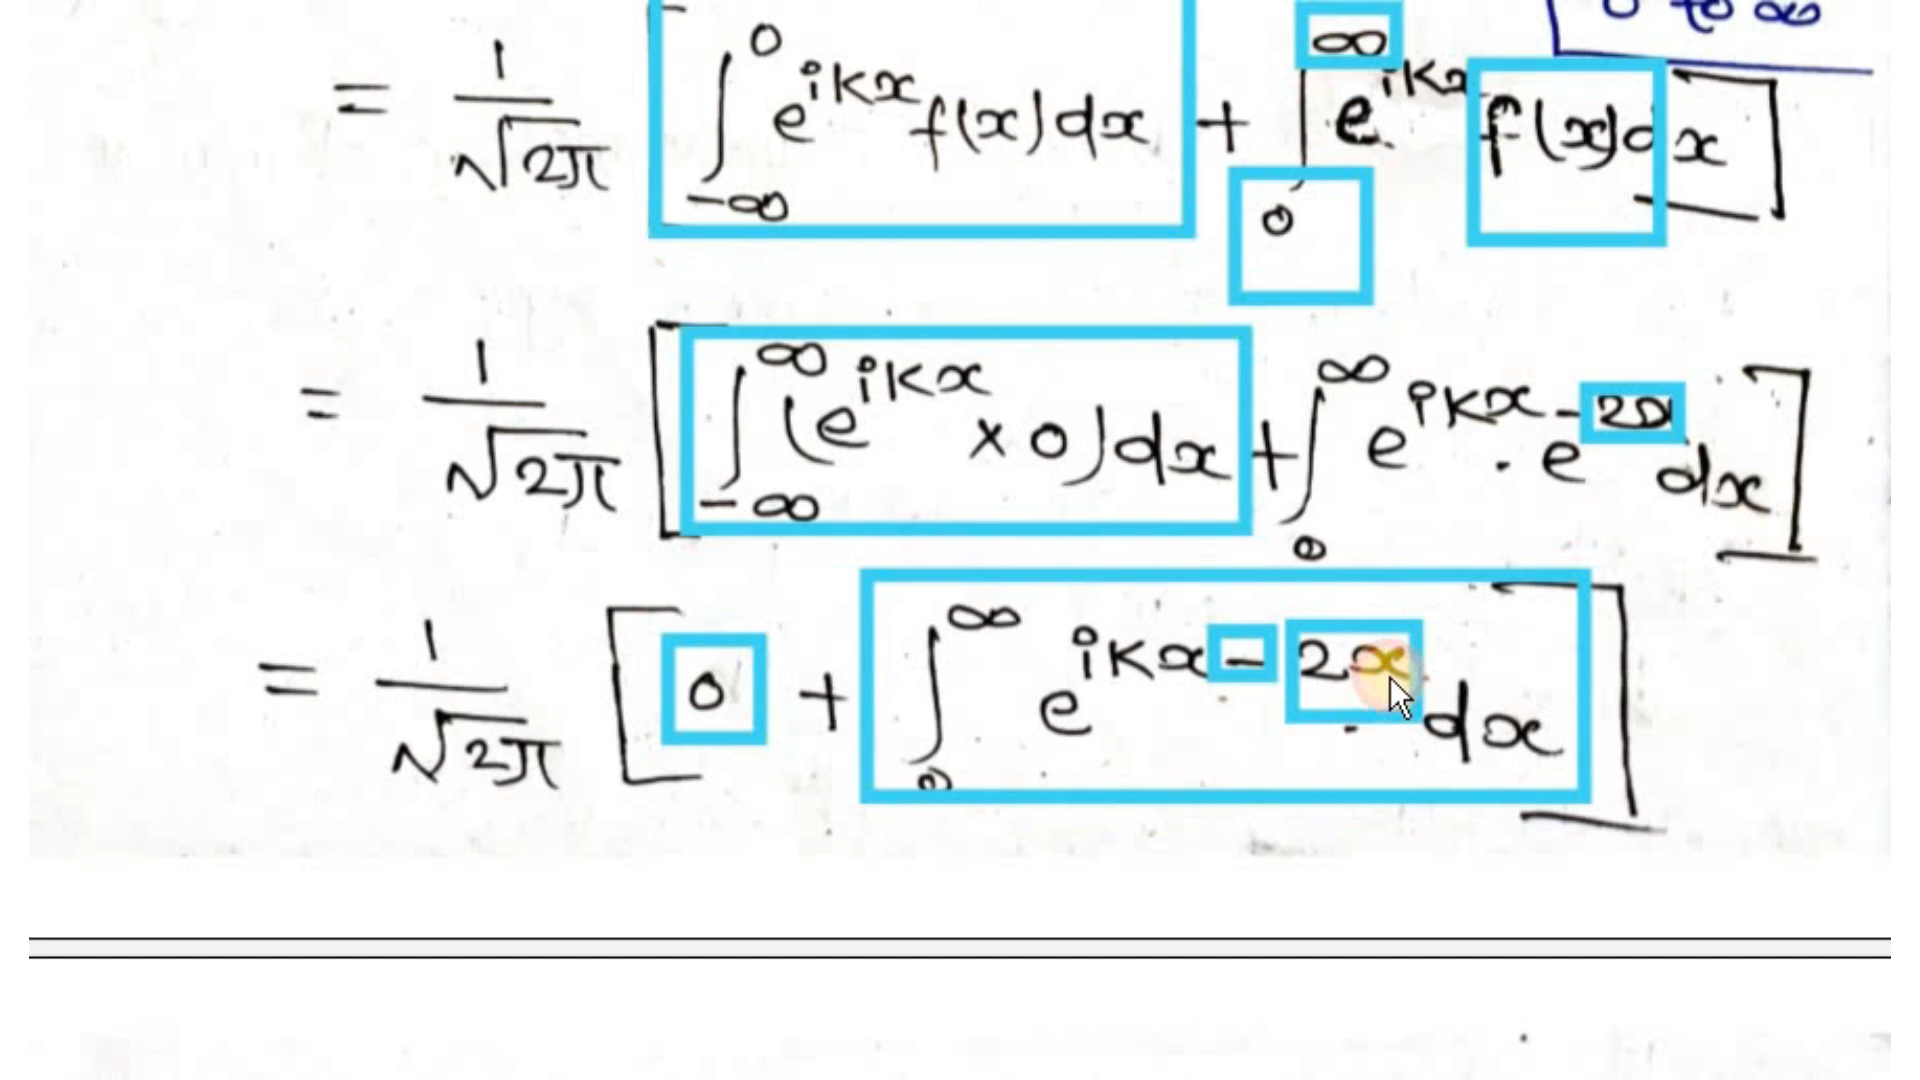 0 to ∞
= 1/√2π [ ∫_{-∞}^{0} e^{ikx} f(x) dx + ∫_{0}^{∞} e^{ikx} f(x) dx ]
= 1/√2π [ ∫_{-∞}^{∞} (e^{ikx} × 0) dx + ∫_{0}^{∞} e^{ikx} . e^{-2x} dx ]
= 1/√2π [ 0 + ∫_{0}^{∞} e^{ikx - 2x} dx ]